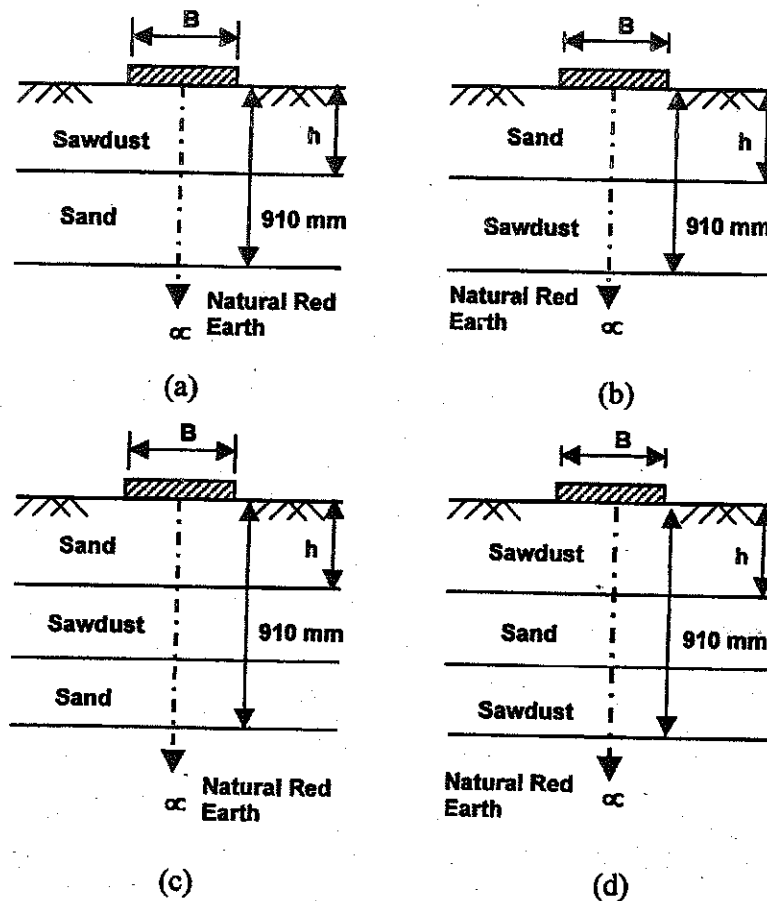 B
Sawdust
h
Sand
910 mm
Natural Red
Earth
∝
(a)
B
Sand
h
Sawdust
910 mm
Natural Red
Earth
∝
(b)
B
Sand
h
Sawdust
910 mm
Sand
Natural Red
Earth
∝
(c)
B
Sawdust
h
Sand
910 mm
Sawdust
Natural Red
Earth
∝
(d)